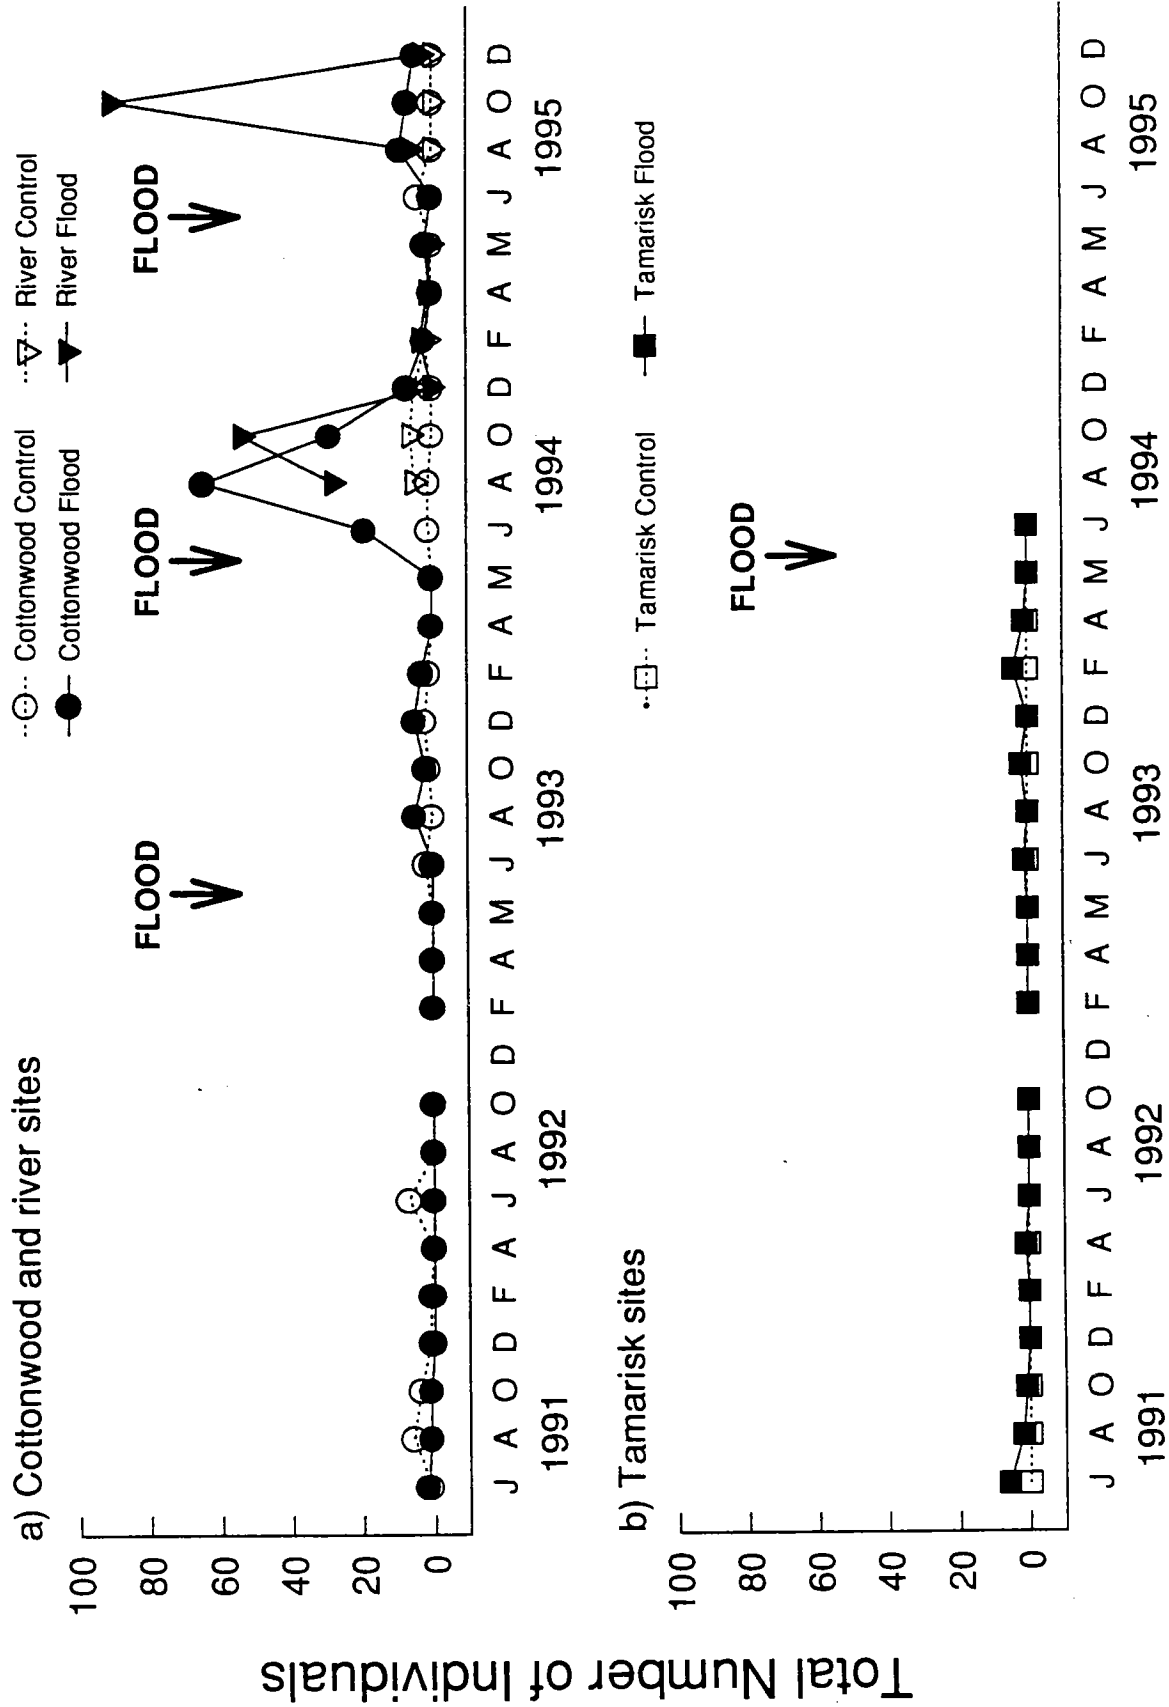 a) Cottonwood and river sites
Cottonwood Control
River Control
Cottonwood Flood
River Flood
FLOOD
FLOOD
FLOOD
100
80
60
40
20
0
J A O D F A J A O D F A M J A O D F A M J A O D F A M J A O D
1991 1992 1993 1994 1995
b) Tamarisk sites
Tamarisk Control
Tamarisk Flood
FLOOD
100
80
60
40
20
0
J A O D F A J A O D F A M J A O D F A M J A O D F A M J A O D
1991 1992 1993 1994 1995
Total Number of Individuals